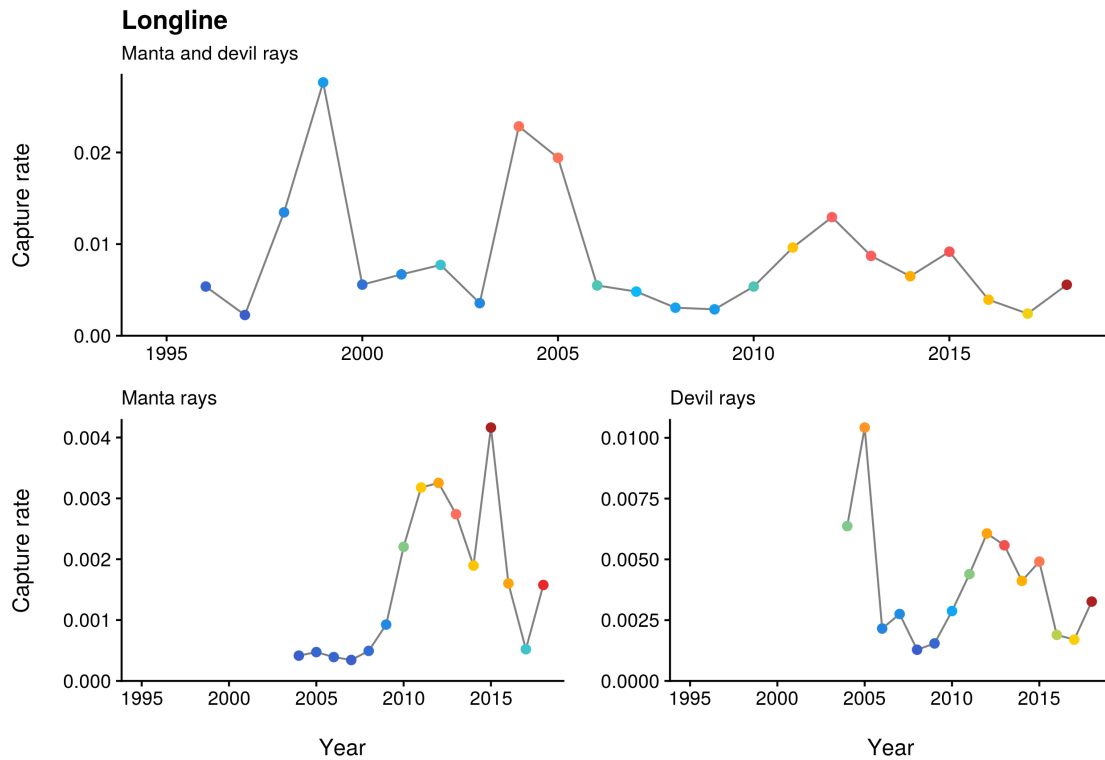 Longline
Manta and devil rays
Capture rate
0.02
0.01
0.00
1995 2000 2005 2010 2015
Manta rays
Capture rate
0.004
0.003
0.002
0.001
0.000
1995 2000 2005 2010 2015
Year
Devil rays
0.0100
0.0075
0.0050
0.0025
0.0000
1995 2000 2005 2010 2015
Year